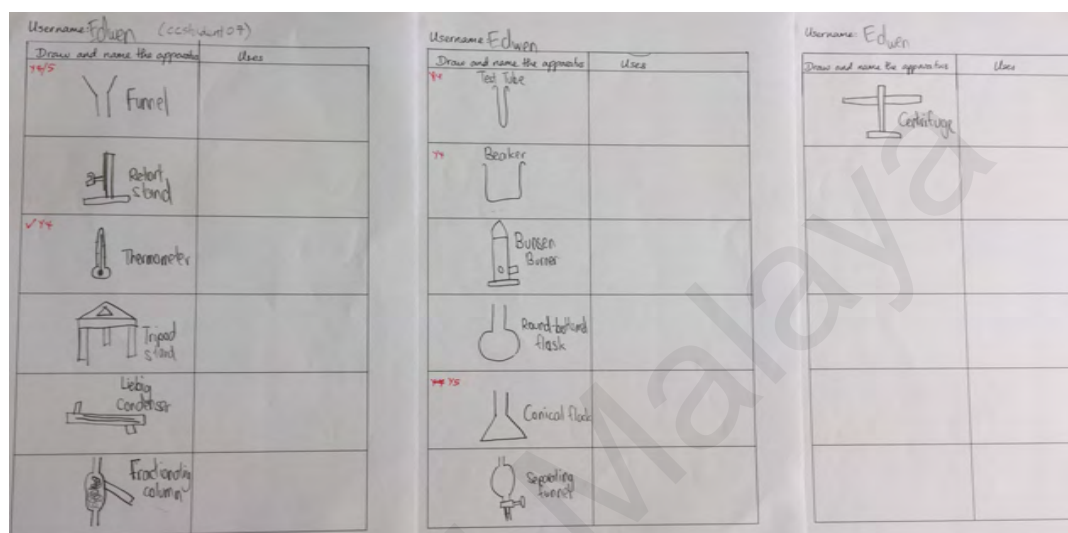 Username: Edwen (ccstudent07)
Draw and name the apparatus Uses
Y4/5
Funnel
Retort
stand
✓ Y4
Thermometer
Tripod
stand
Liebig
Condenser
Fractionating
column
Username: Edwen
Draw and name the apparatus Uses
Y4
Test Tube
Y4
Beaker
Bunsen
Burner
Round-bottomed
flask
Y5
Conical flask
Separating
funnel
Username: Edwen
Draw and name the apparatus Uses
Centrifuge
Malaya